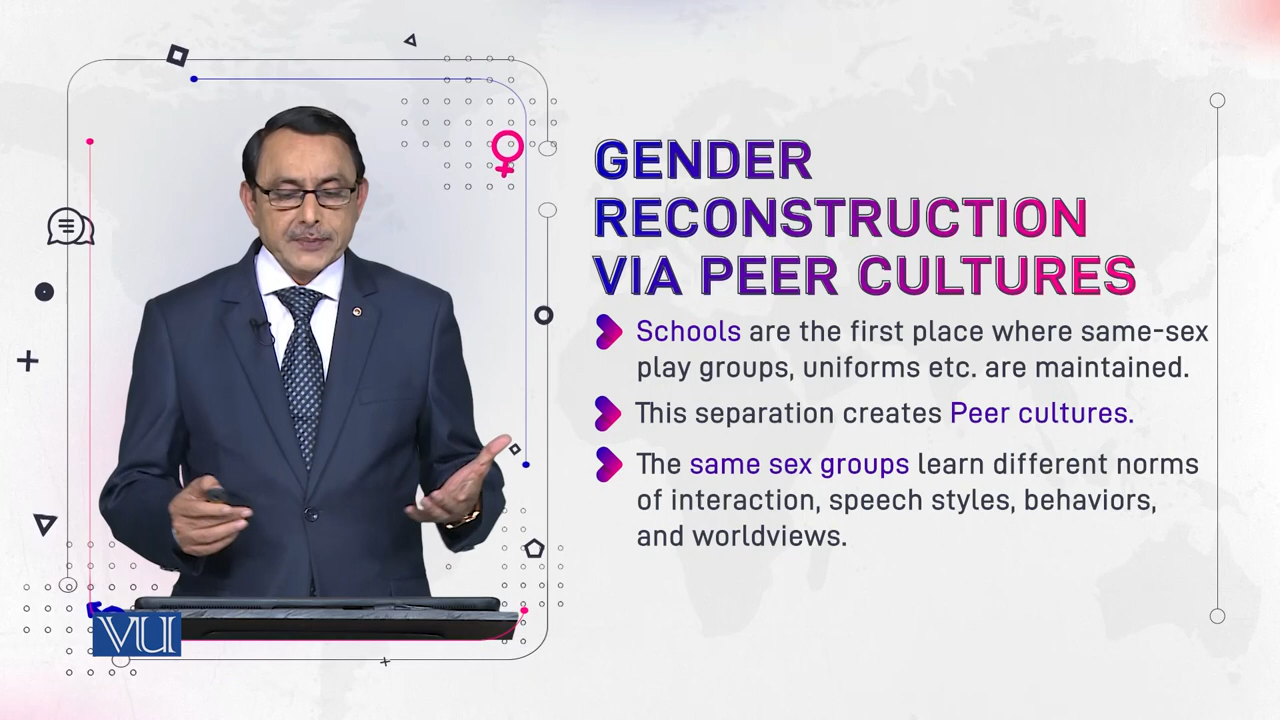 GENDER
RECONSTRUCTION
VIA PEER CULTURES
Schools are the first place where same-sex
play groups, uniforms etc. are maintained.
This separation creates Peer cultures.
The same sex groups learn different norms
of interaction, speech styles, behaviors,
and worldviews.
VU